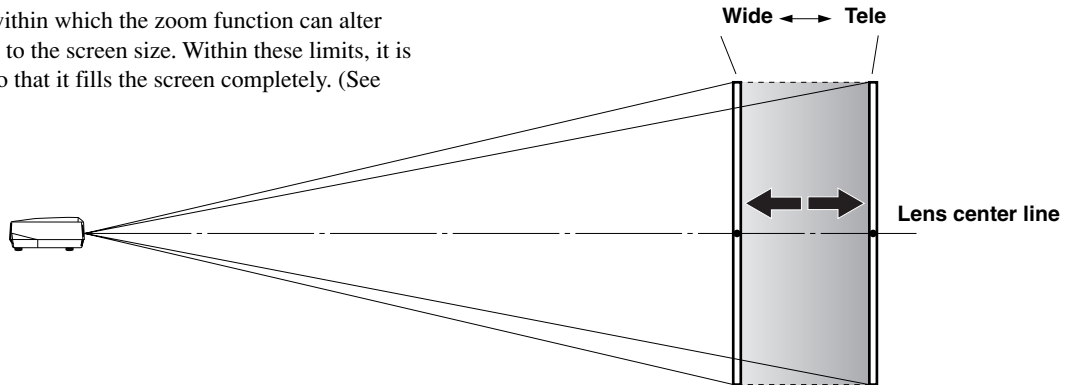 within which the zoom function can alter
to the screen size. Within these limits, it is
that it fills the screen completely. (See
Wide Tele
Lens center line